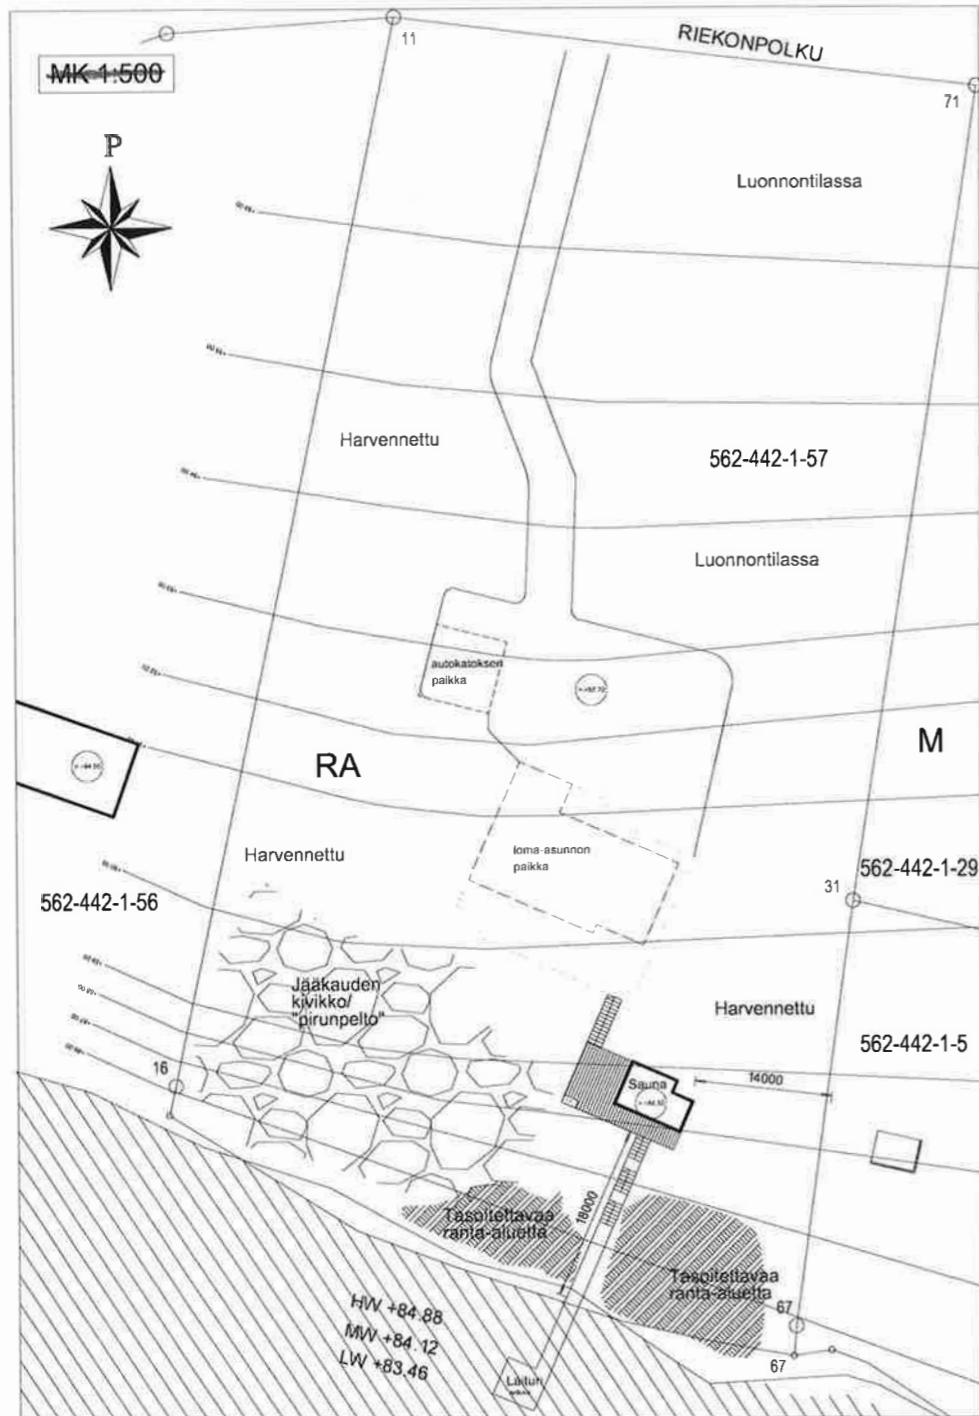 11
RIEKONPOLKU
MK 1:500
71
P
Luonnontilassa
Harvennettu
562-442-1-57
Luonnontilassa
autokatoksen
paikka
RA
M
loma-asunnon
paikka
Harvennettu
562-442-1-29
31
562-442-1-56
Jääkauden
kivikko/
"pirunpelto"
Harvennettu
562-442-1-5
16
Sauna
14000
18000
Tasoitettavaa
ranta-aluetta
Tasoitettavaa
ranta-aluetta
HW +84.88
MW +84.12
LW +83.46
67
67
Laituri